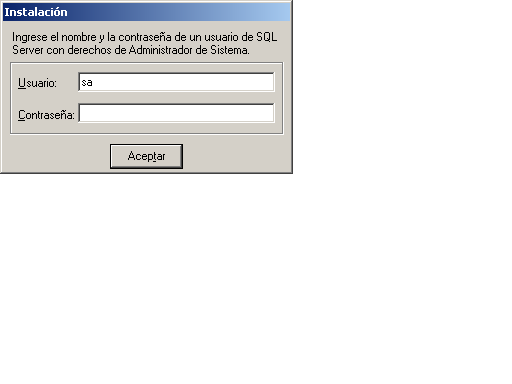 Instalación
Ingrese el nombre y la contraseña de un usuario de SQL
Server con derechos de Administrador de Sistema.
Usuario: sa
Contraseña:
Aceptar